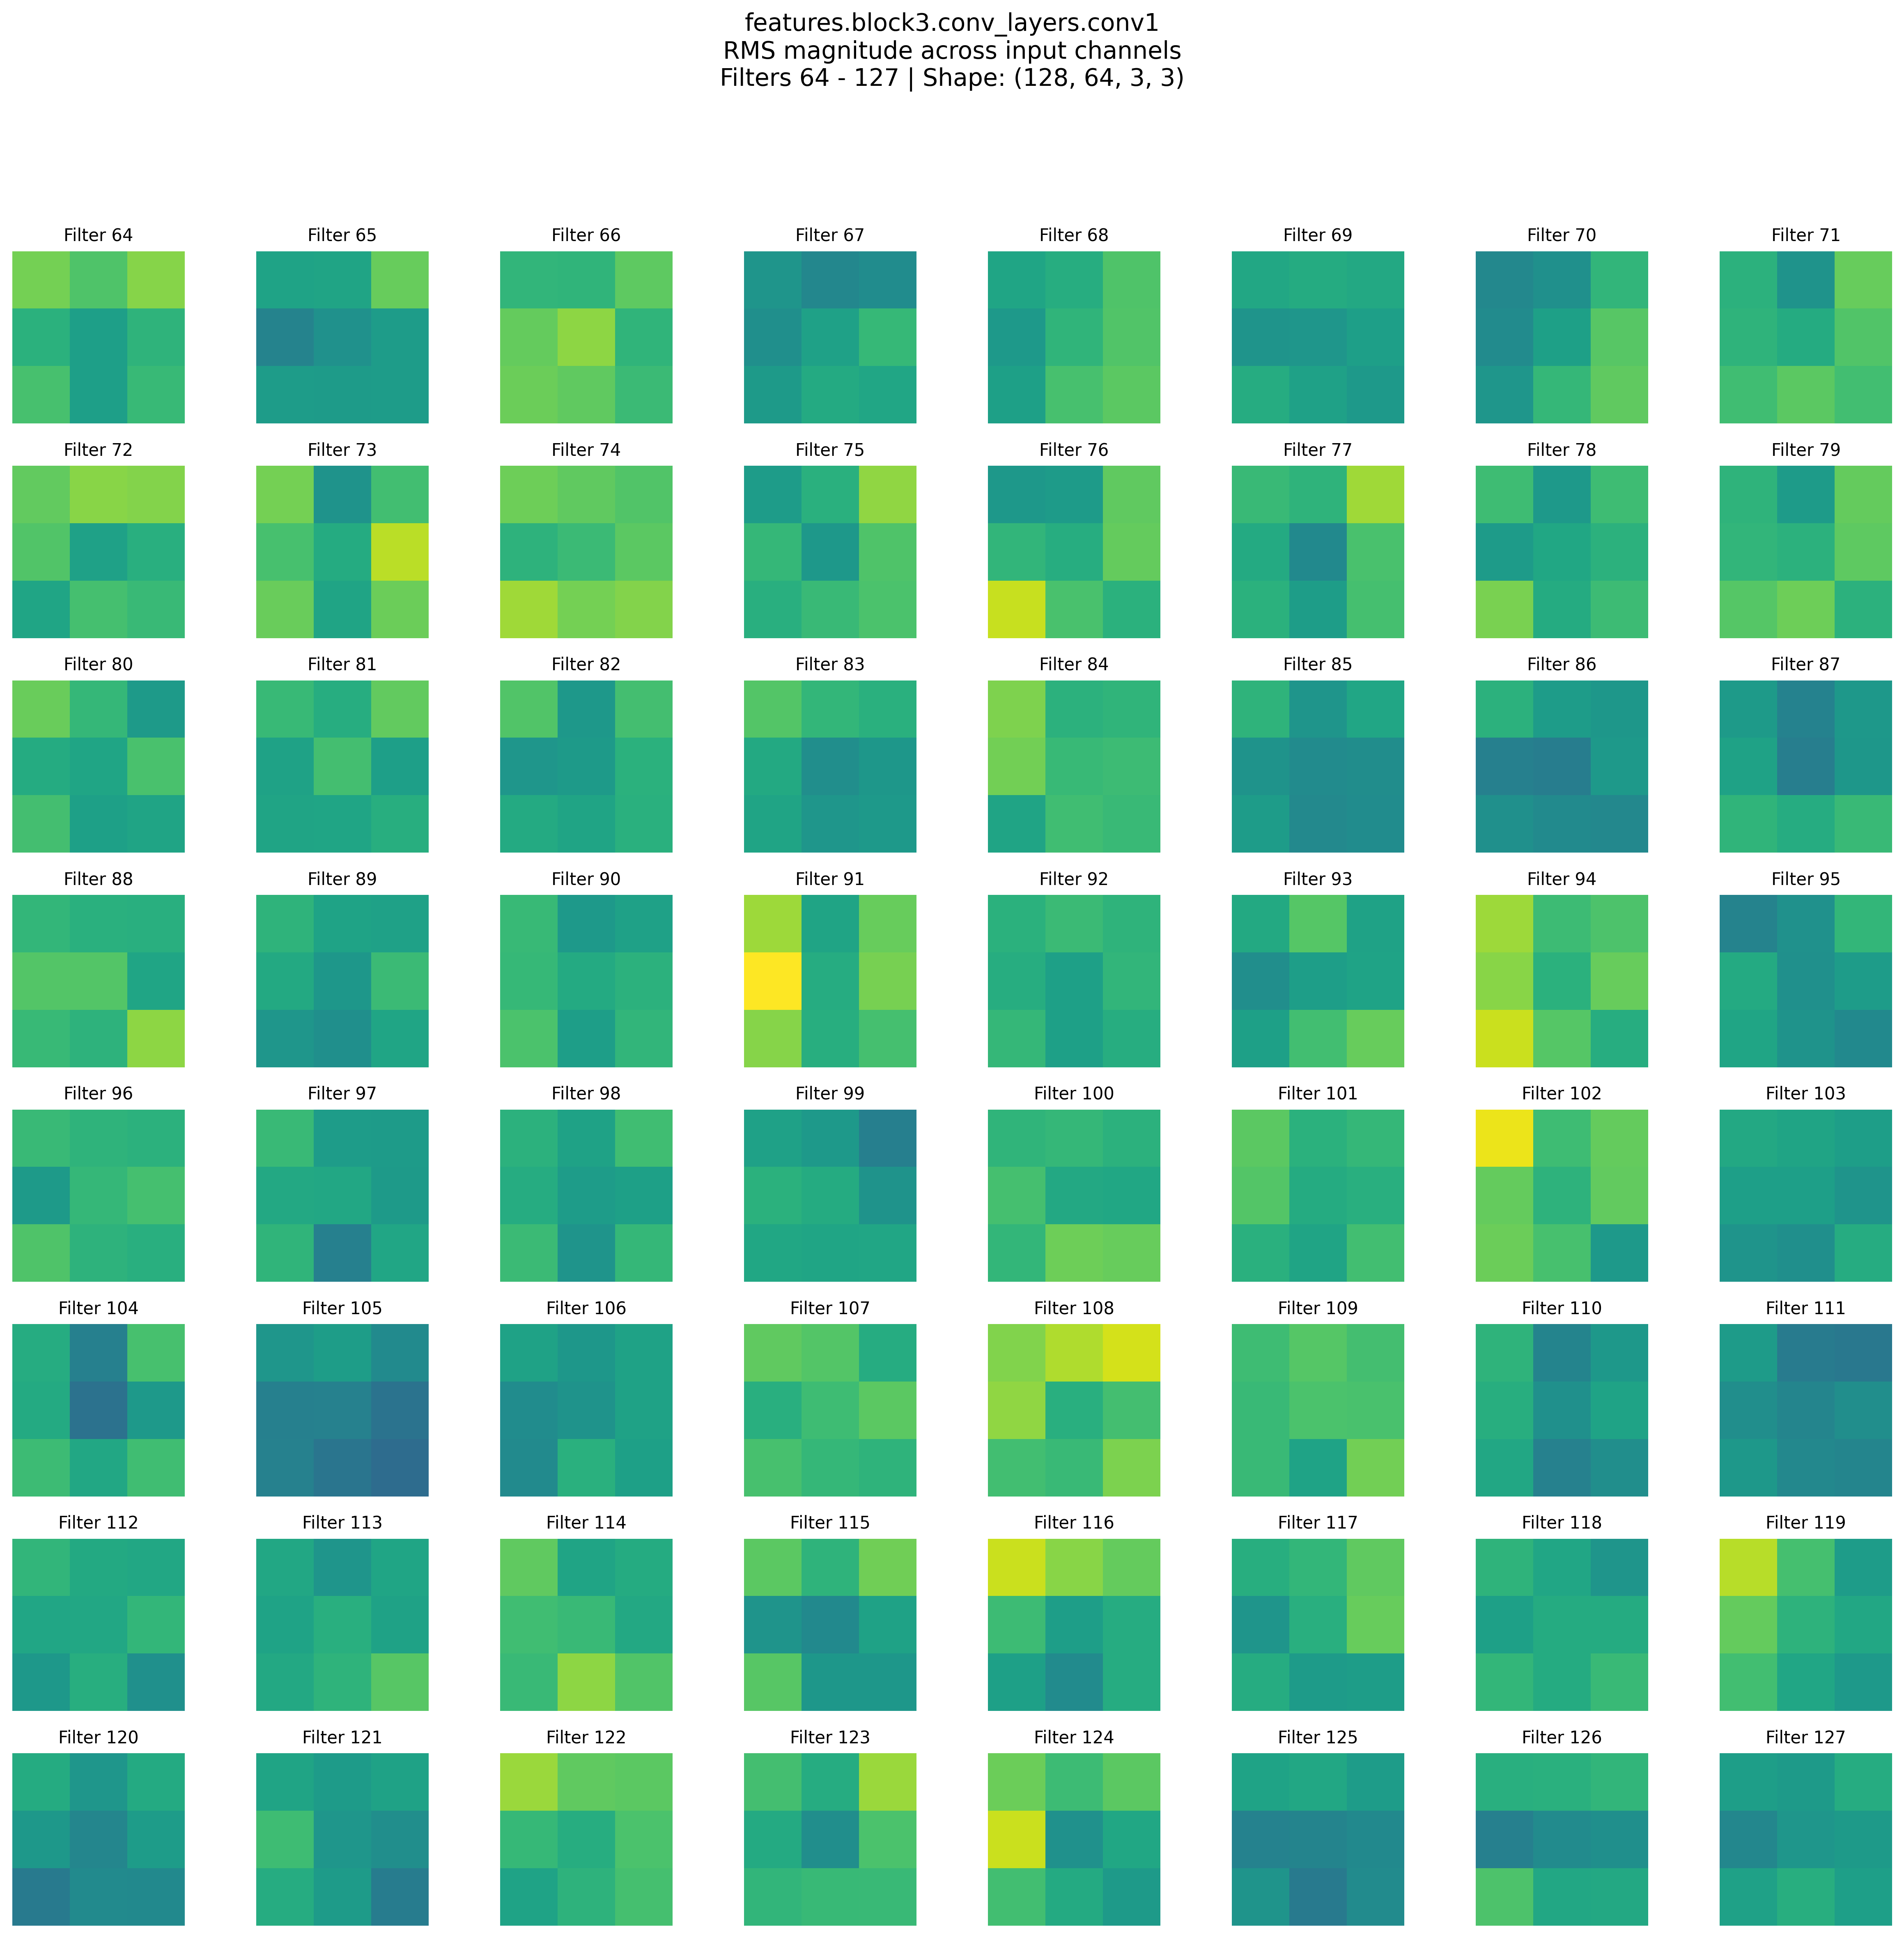 features.block3.conv_layers.conv1
RMS magnitude across input channels
Filters 64 - 127 | Shape: (128, 64, 3, 3)
Filter 64 Filter 65 Filter 66 Filter 67 Filter 68 Filter 69 Filter 70 Filter 71
Filter 72 Filter 73 Filter 74 Filter 75 Filter 76 Filter 77 Filter 78 Filter 79
Filter 80 Filter 81 Filter 82 Filter 83 Filter 84 Filter 85 Filter 86 Filter 87
Filter 88 Filter 89 Filter 90 Filter 91 Filter 92 Filter 93 Filter 94 Filter 95
Filter 96 Filter 97 Filter 98 Filter 99 Filter 100 Filter 101 Filter 102 Filter 103
Filter 104 Filter 105 Filter 106 Filter 107 Filter 108 Filter 109 Filter 110 Filter 111
Filter 112 Filter 113 Filter 114 Filter 115 Filter 116 Filter 117 Filter 118 Filter 119
Filter 120 Filter 121 Filter 122 Filter 123 Filter 124 Filter 125 Filter 126 Filter 127